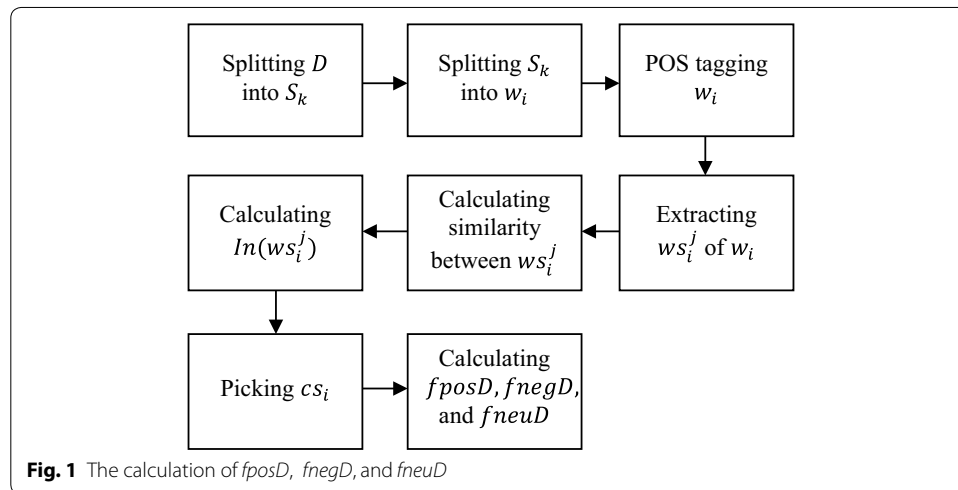 Splitting D
into S_k
Splitting S_k
into w_i
POS tagging
w_i
Extracting
ws_i^j of w_i
Calculating
similarity
between ws_i^j
Calculating
In(ws_i^j)
Picking cs_i
Calculating
fposD, fnegD,
and fneuD
Fig. 1 The calculation of fposD, fnegD, and fneuD